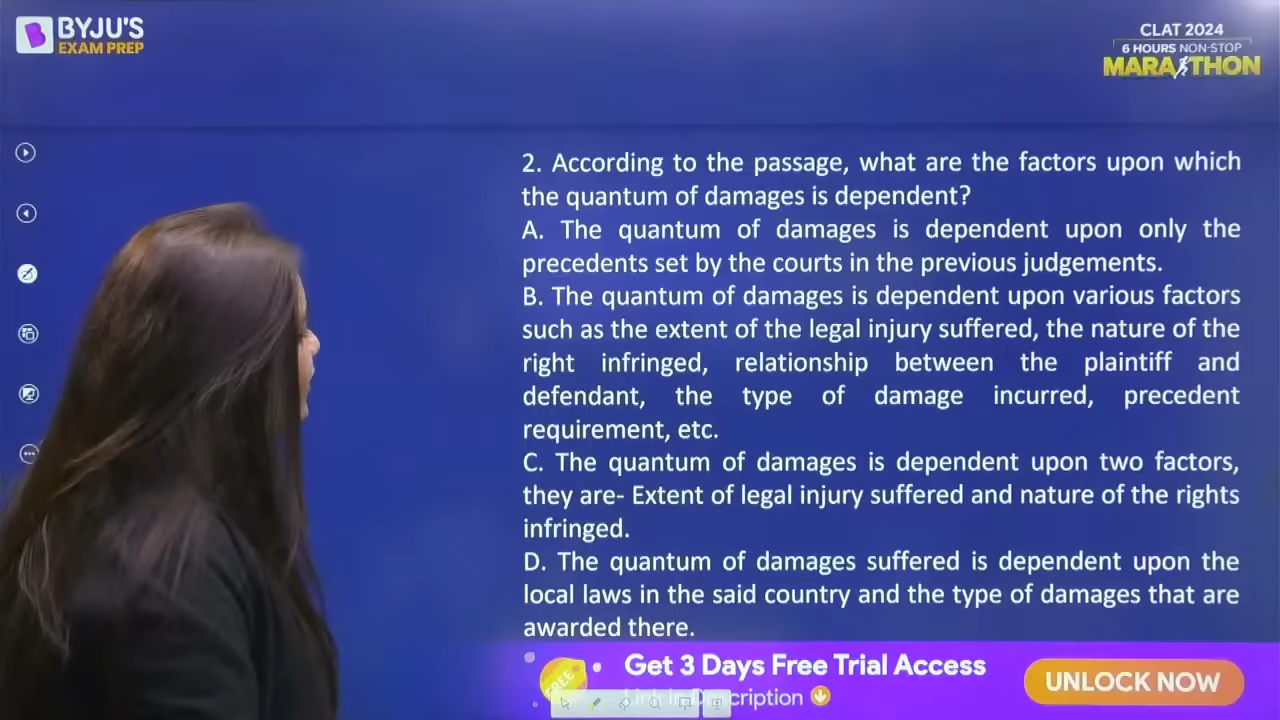 BYJU'S
EXAM PREP
CLAT 2024
6 HOURS NON-STOP
MARATHON
2. According to the passage, what are the factors upon which
the quantum of damages is dependent?
A. The quantum of damages is dependent upon only the
precedents set by the courts in the previous judgements.
B. The quantum of damages is dependent upon various factors
such as the extent of the legal injury suffered, the nature of the
right infringed, relationship between the plaintiff and
defendant, the type of damage incurred, precedent
requirement, etc.
C. The quantum of damages is dependent upon two factors,
they are- Extent of legal injury suffered and nature of the rights
infringed.
D. The quantum of damages suffered is dependent upon the
local laws in the said country and the type of damages that are
awarded there.
FREE
Get 3 Days Free Trial Access
UNLOCK NOW